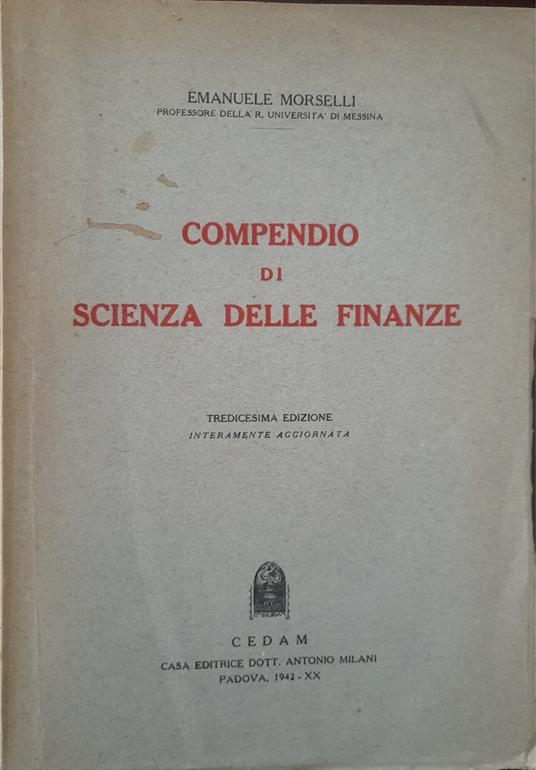 EMANUELE MORSELLI
PROFESSORE DELLA R. UNIVERSITA' DI MESSINA
COMPENDIO
DI
SCIENZA DELLE FINANZE
TREDICESIMA EDIZIONE
INTERAMENTE AGGIORNATA
CEDAM
CASA EDITRICE DOTT. ANTONIO MILANI
PADOVA, 1942-XX